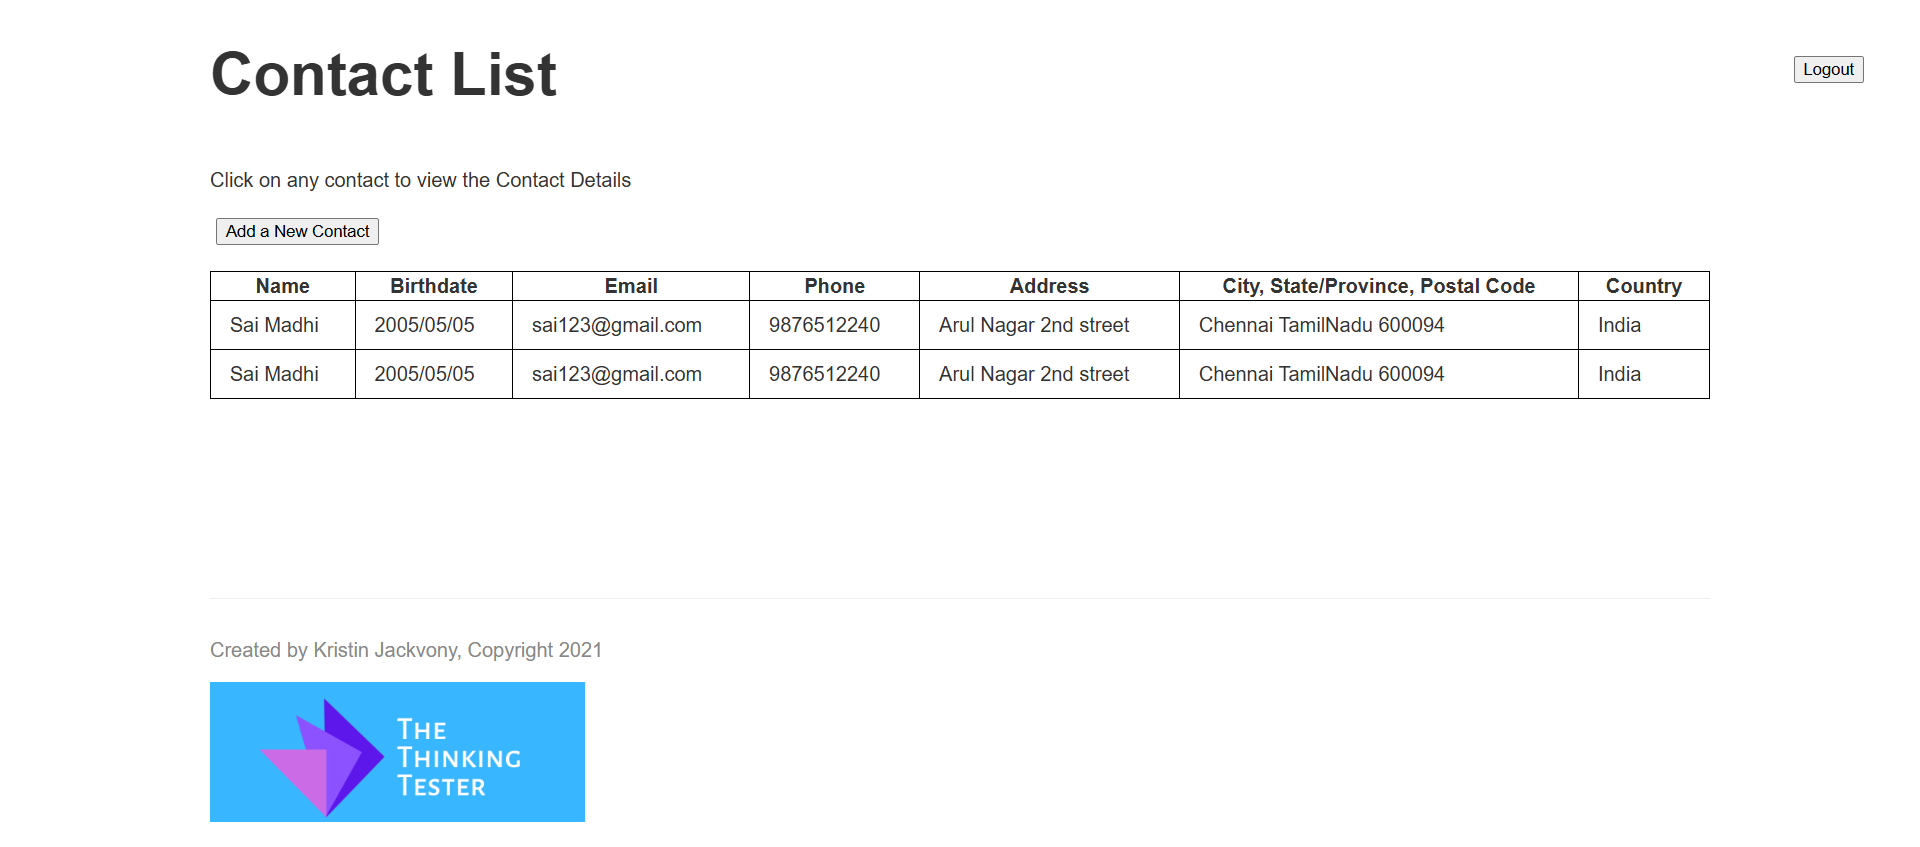 Contact List
Logout
Click on any contact to view the Contact Details
Add a New Contact
Name Birthdate Email Phone Address City, State/Province, Postal Code Country
Sai Madhi 2005/05/05 sai123@gmail.com 9876512240 Arul Nagar 2nd street Chennai TamilNadu 600094 India
Sai Madhi 2005/05/05 sai123@gmail.com 9876512240 Arul Nagar 2nd street Chennai TamilNadu 600094 India
Created by Kristin Jackvony, Copyright 2021
THE
THINKING
TESTER